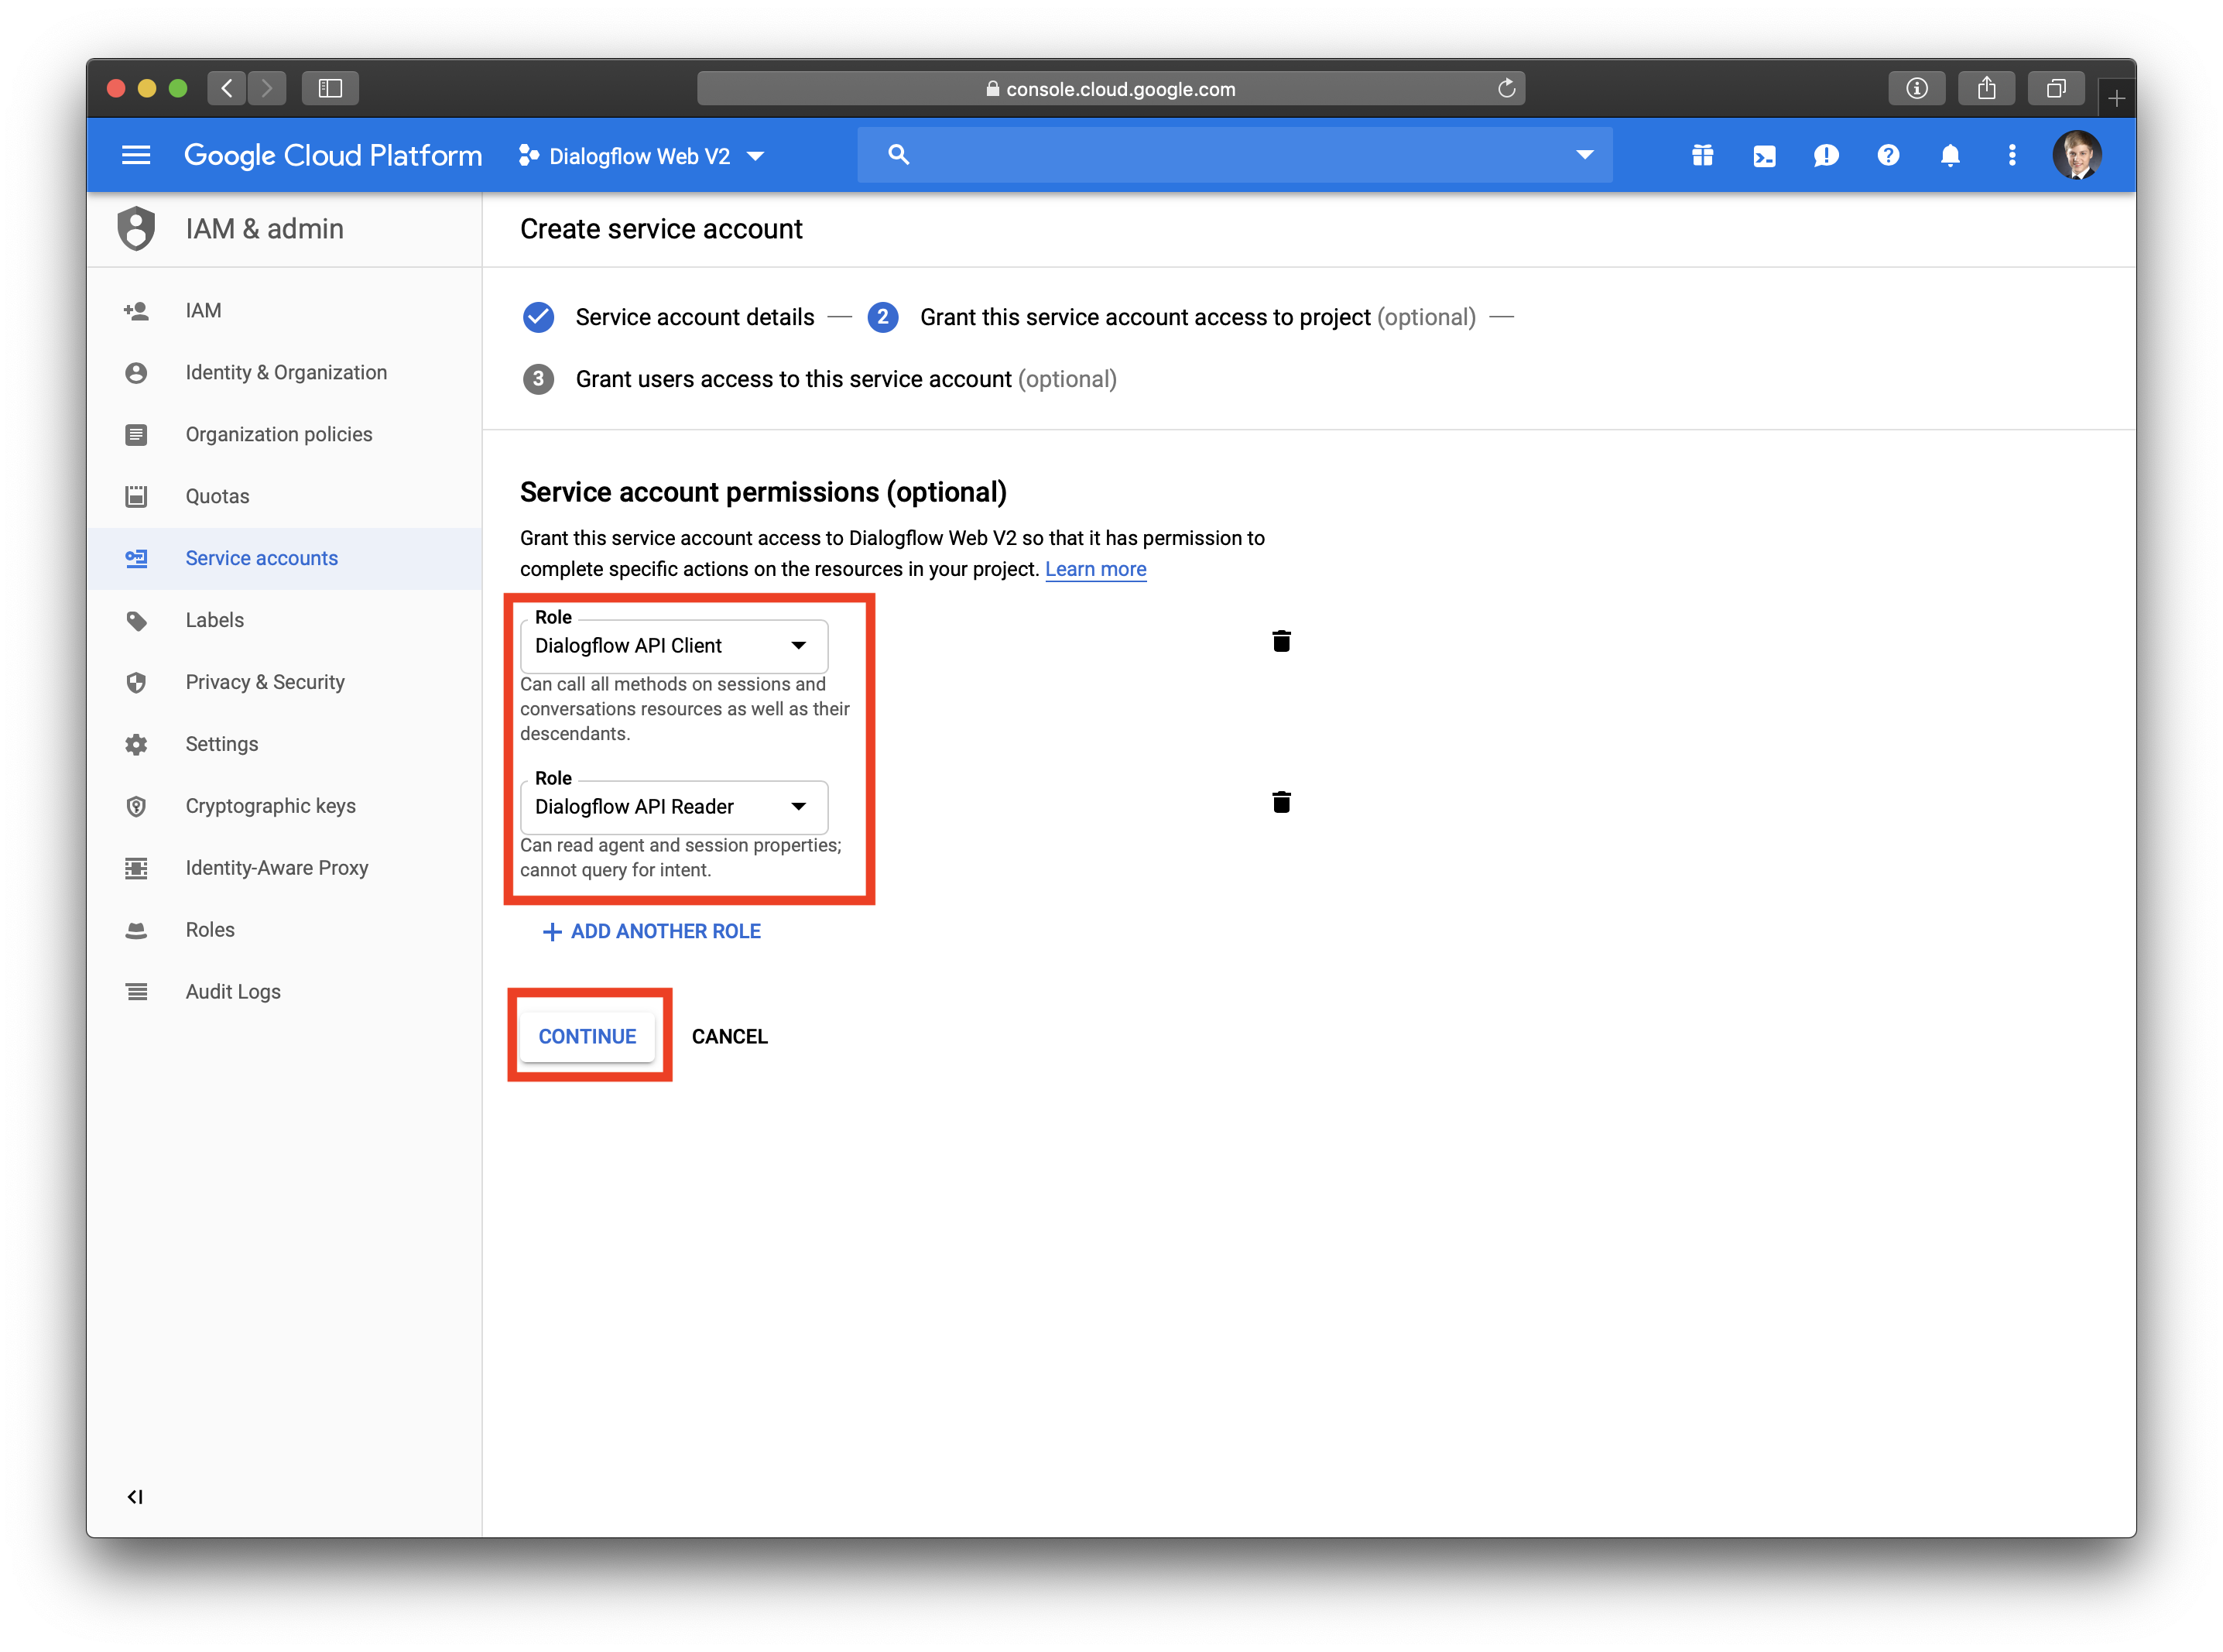 console.cloud.google.com
Google Cloud Platform
Dialogflow Web V2
IAM & admin
IAM
Identity & Organization
Organization policies
Quotas
Service accounts
Labels
Privacy & Security
Settings
Cryptographic keys
Identity-Aware Proxy
Roles
Audit Logs
Create service account
Service account details — 2 Grant this service account access to project (optional) —
3 Grant users access to this service account (optional)
Service account permissions (optional)
Grant this service account access to Dialogflow Web V2 so that it has permission to
complete specific actions on the resources in your project. Learn more
Role
Dialogflow API Client
Can call all methods on sessions and
conversations resources as well as their
descendants.
Role
Dialogflow API Reader
Can read agent and session properties;
cannot query for intent.
+ ADD ANOTHER ROLE
CONTINUE CANCEL